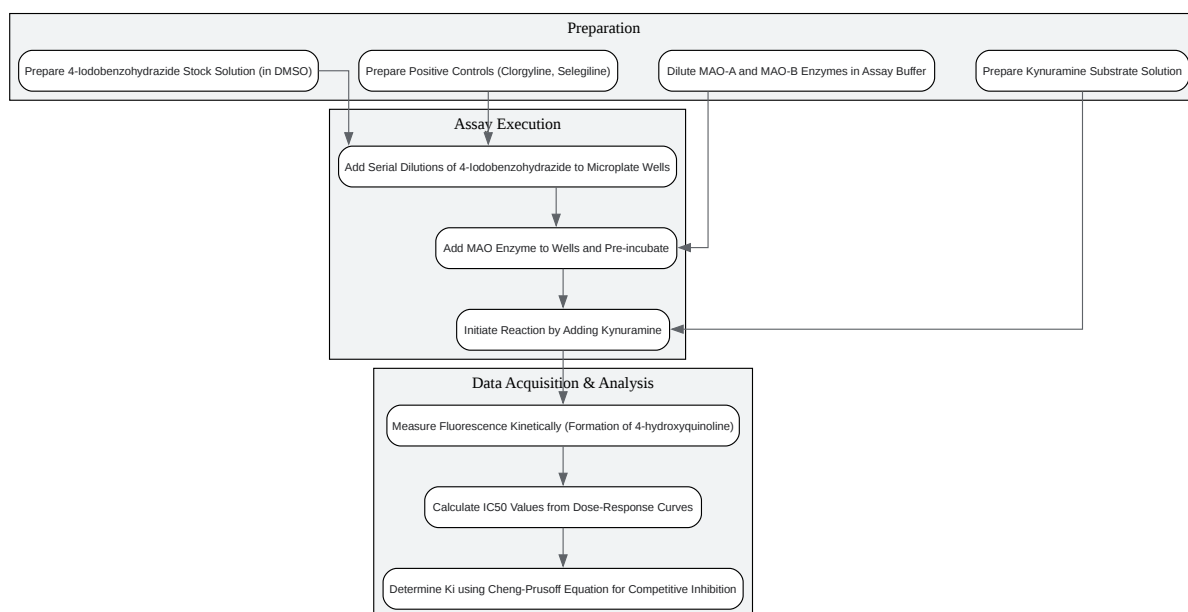 Preparation
Prepare 4-Iodobenzohydrazide Stock Solution (in DMSO)
Prepare Positive Controls (Clorgyline, Selegiline)
Dilute MAO-A and MAO-B Enzymes in Assay Buffer
Prepare Kynuramine Substrate Solution
Assay Execution
Add Serial Dilutions of 4-Iodobenzohydrazide to Microplate Wells
Add MAO Enzyme to Wells and Pre-incubate
Initiate Reaction by Adding Kynuramine
Data Acquisition & Analysis
Measure Fluorescence Kinetically (Formation of 4-hydroxyquinoline)
Calculate IC50 Values from Dose-Response Curves
Determine Ki using Cheng-Prusoff Equation for Competitive Inhibition